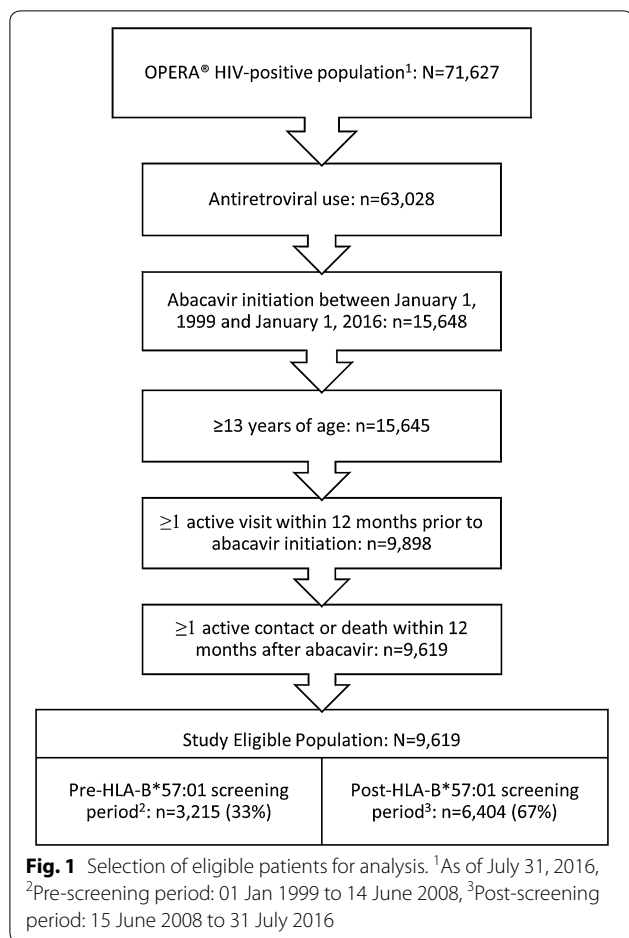 OPERA® HIV-positive population¹: N=71,627
Antiretroviral use: n=63,028
Abacavir initiation between January 1,
1999 and January 1, 2016: n=15,648
≥13 years of age: n=15,645
≥1 active visit within 12 months prior to
abacavir initiation: n=9,898
≥1 active contact or death within 12
months after abacavir: n=9,619
Study Eligible Population: N=9,619
Pre-HLA-B*57:01 screening
period²: n=3,215 (33%)
Post-HLA-B*57:01 screening
period³: n=6,404 (67%)
Fig. 1 Selection of eligible patients for analysis. ¹As of July 31, 2016,
²Pre-screening period: 01 Jan 1999 to 14 June 2008, ³Post-screening
period: 15 June 2008 to 31 July 2016